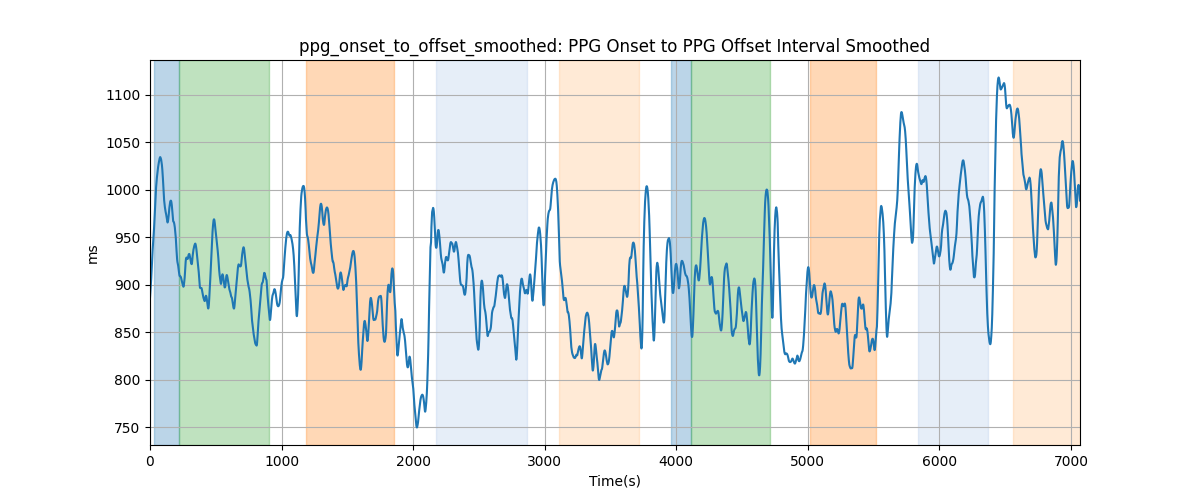 ppg_onset_to_offset_smoothed: PPG Onset to PPG Offset Interval Smoothed
1100
1050
1000
950
900
850
800
750
ms
0 1000 2000 3000 4000 5000 6000 7000
Time(s)